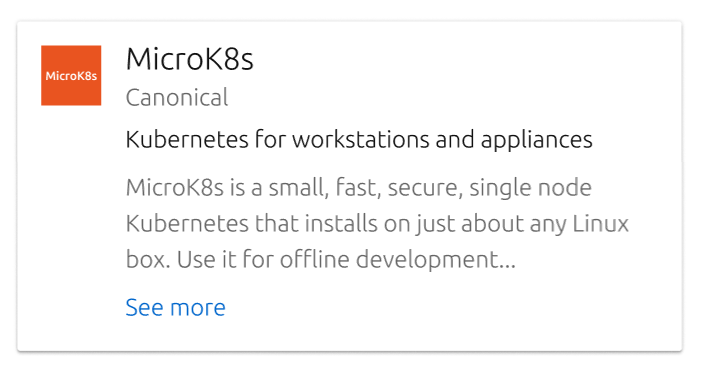 MicroK8s
MicroK8s
Canonical
Kubernetes for workstations and appliances
MicroK8s is a small, fast, secure, single node
Kubernetes that installs on just about any Linux
box. Use it for offline development...
See more